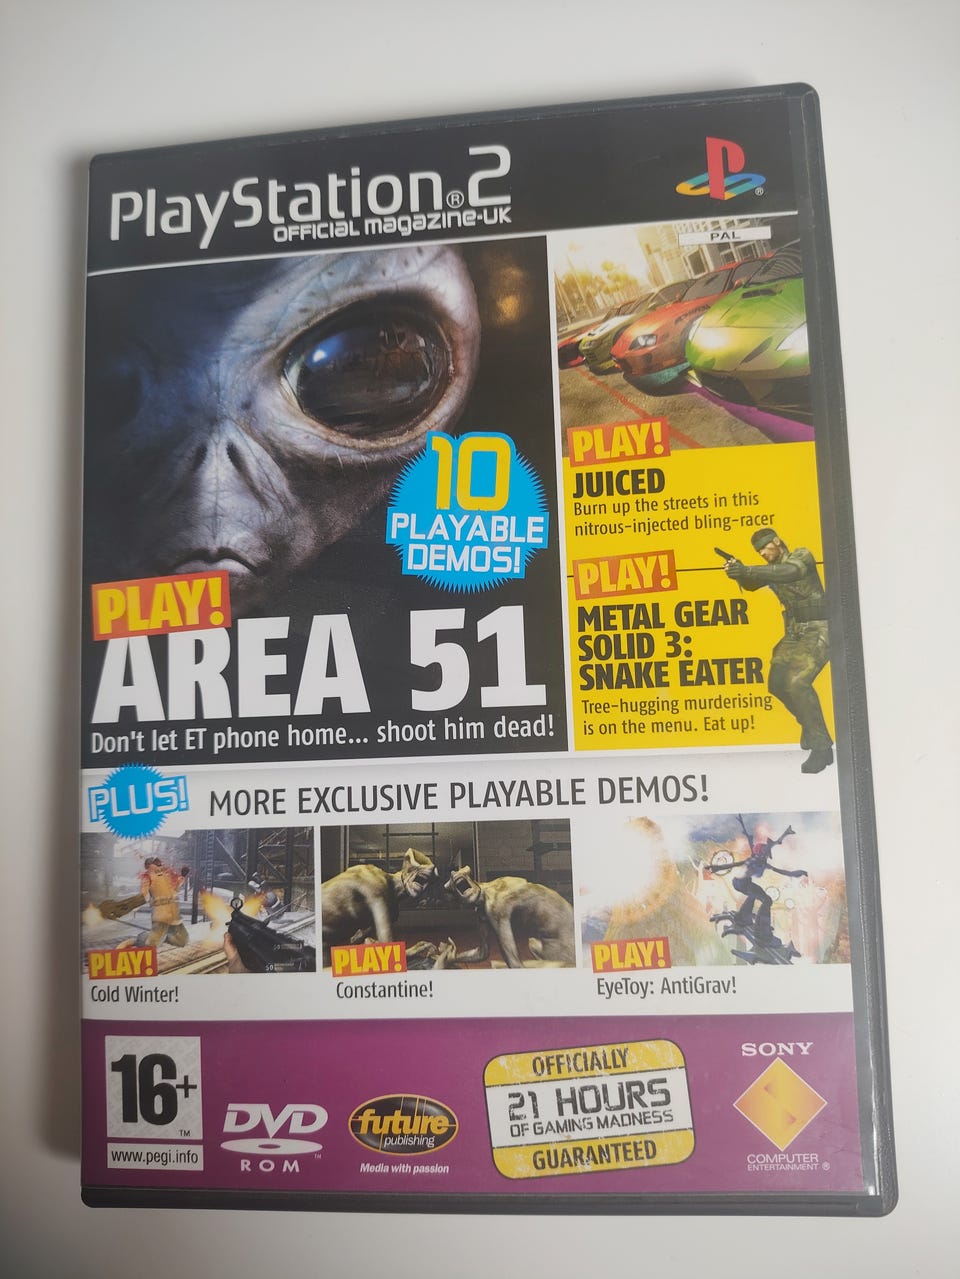 PlayStation®2
OFFICIAL magazine-UK
PAL
10
PLAYABLE
DEMOS!
PLAY!
AREA 51
Don't let ET phone home... shoot him dead!
PLAY!
JUICED
Burn up the streets in this
nitrous-injected bling-racer
PLAY!
METAL GEAR
SOLID 3:
SNAKE EATER
Tree-hugging murderising
is on the menu. Eat up!
PLUS!
MORE EXCLUSIVE PLAYABLE DEMOS!
PLAY!
Cold Winter!
PLAY!
Constantine!
PLAY!
EyeToy: AntiGrav!
16+
™
www.pegi.info
DVD
ROM ™
future
publishing
Media with passion
OFFICIALLY
21 HOURS
OF GAMING MADNESS
GUARANTEED
SONY
COMPUTER
ENTERTAINMENT ®